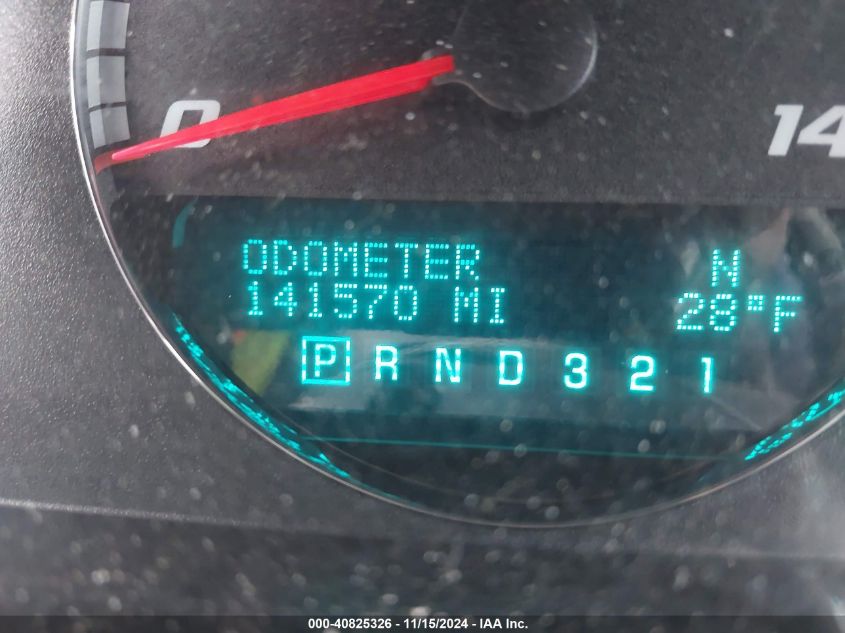 0
14
ODOMETER N
141570 MI 28°F
P R N D 3 2 1
000-40825326 - 11/15/2024 - IAA Inc.